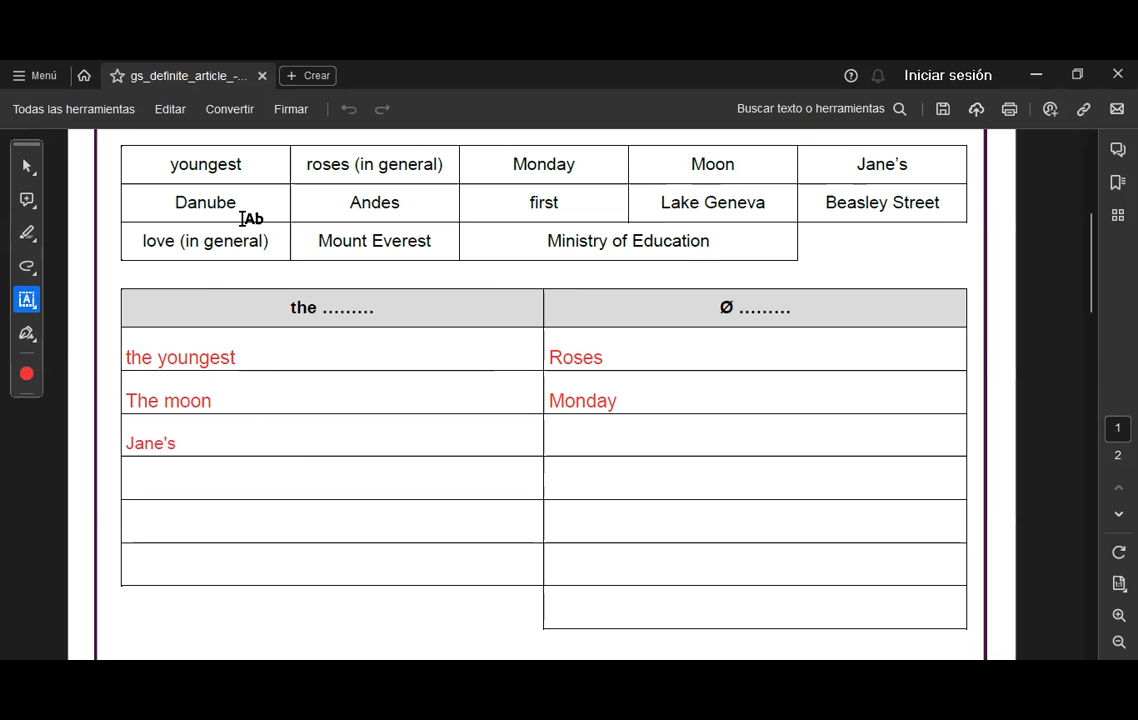 Menú
gs_definite_article_-...
Crear
Iniciar sesión
Todas las herramientas Editar Convertir Firmar
Buscar texto o herramientas
youngest roses (in general) Monday Moon Jane's
Danube Andes first Lake Geneva Beasley Street
Ab
love (in general) Mount Everest Ministry of Education
the ......... Ø .........
the youngest Roses
The moon Monday
Jane's
1
2